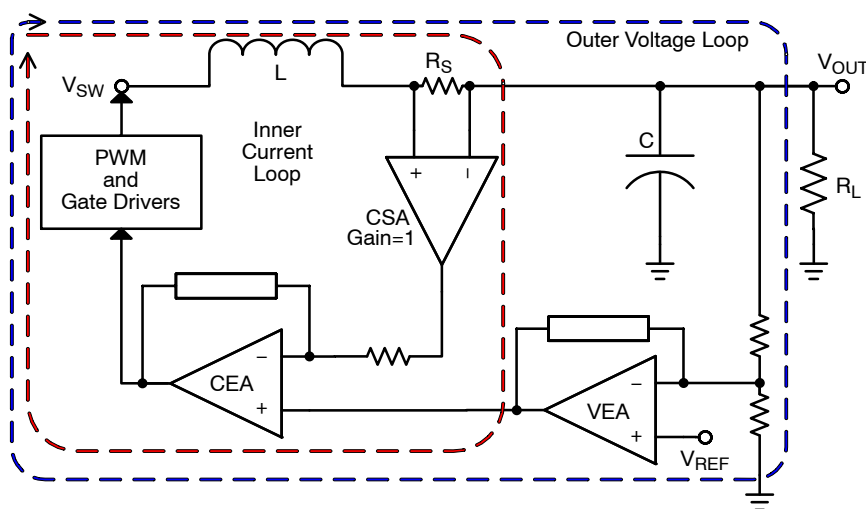 Outer Voltage Loop
V_OUT
V_SW
L
R_S
Inner
Current
Loop
PWM
and
Gate Drivers
+
−
CSA
Gain=1
C
R_L
−
CEA
+
−
VEA
+
V_REF